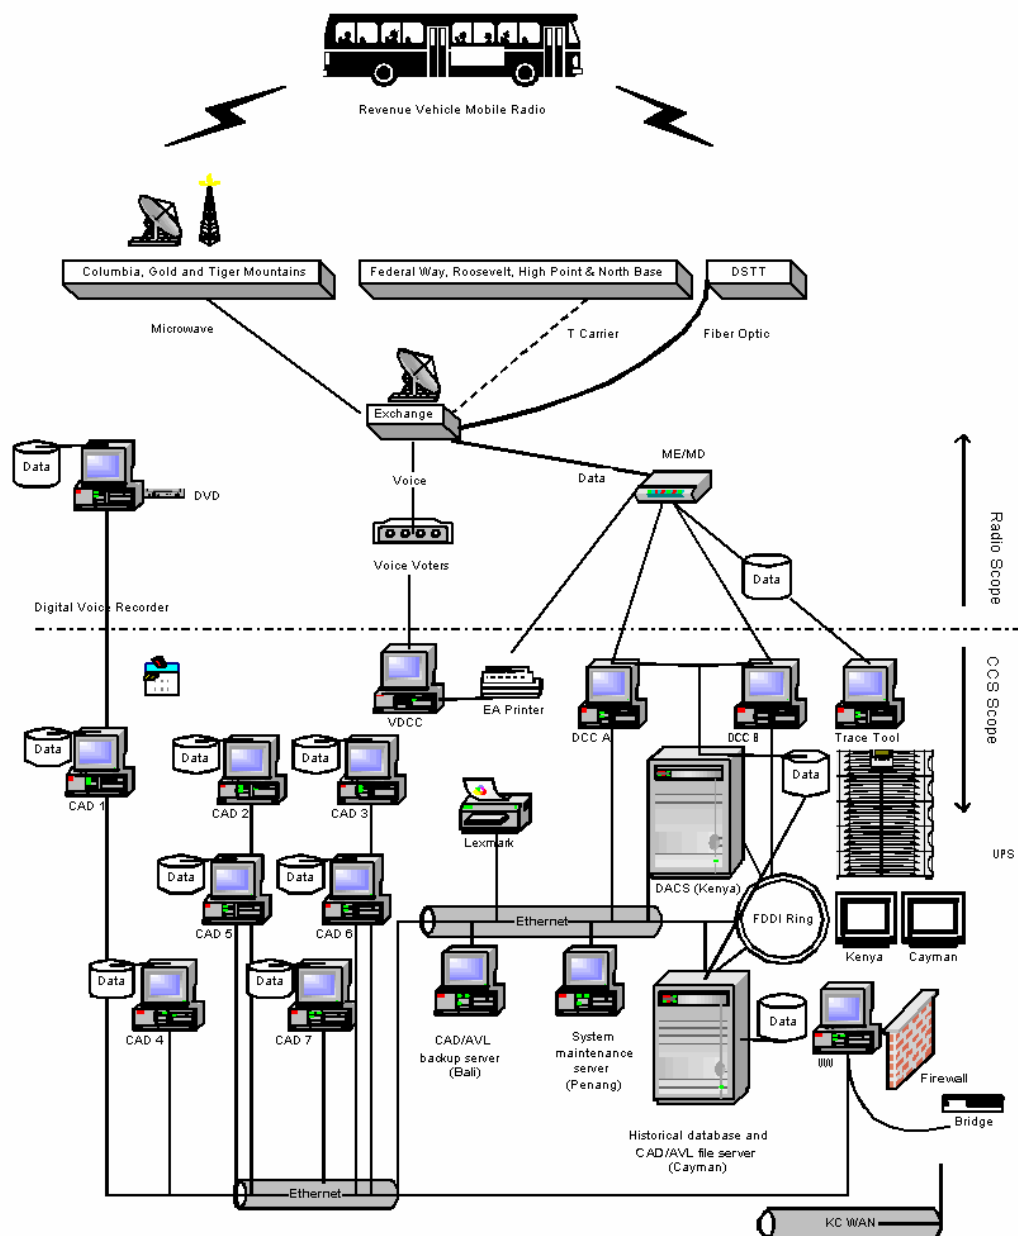 Revenue Vehicle Mobile Radio
Columbia, Gold and Tiger Mountains
Federal Way, Roosevelt, High Point & North Base
DSTT
Microwave
T Carrier
Fiber Optic
Exchange
Data
DVD
Voice
Data
ME/MD
Voice Voters
Data
Radio Scope
Digital Voice Recorder
CCS Scope
VDCC
EA Printer
DCC A
DCC B
Trace Tool
Data
CAD 1
Data
CAD 2
Data
CAD 3
Lexmark
Data
UPS
DACS (Kenya)
Data
CAD 5
Data
CAD 6
Ethernet
FDDI Ring
Kenya
Cayman
Data
CAD 4
Data
CAD 7
CAD/AVL
backup server
(Bali)
System
maintenance
server
(Penang)
Data
Firewall
Bridge
Historical database and
CAD/AVL file server
(Cayman)
Ethernet
KC WAN